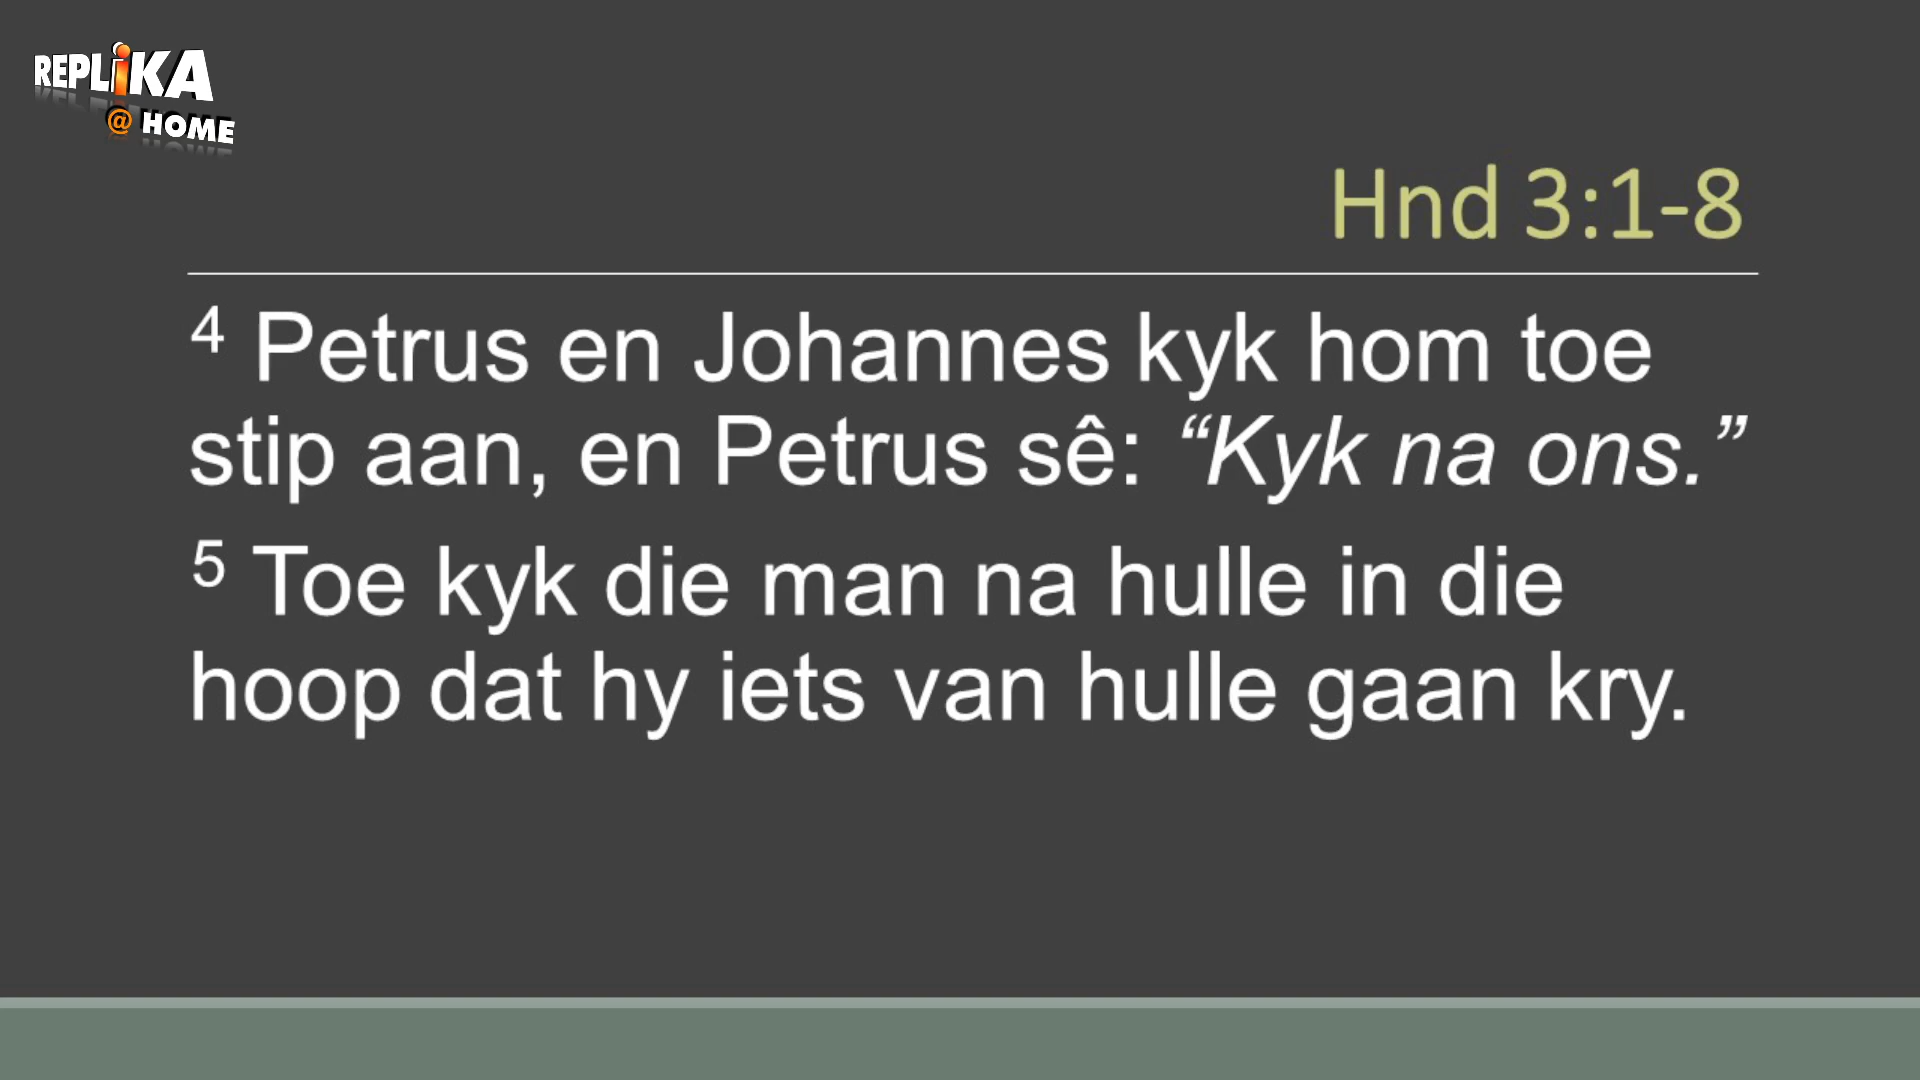 REPLiKA
@ HOME
Hnd 3:1-8
4 Petrus en Johannes kyk hom toe
stip aan, en Petrus sê: “Kyk na ons.”
5 Toe kyk die man na hulle in die
hoop dat hy iets van hulle gaan kry.